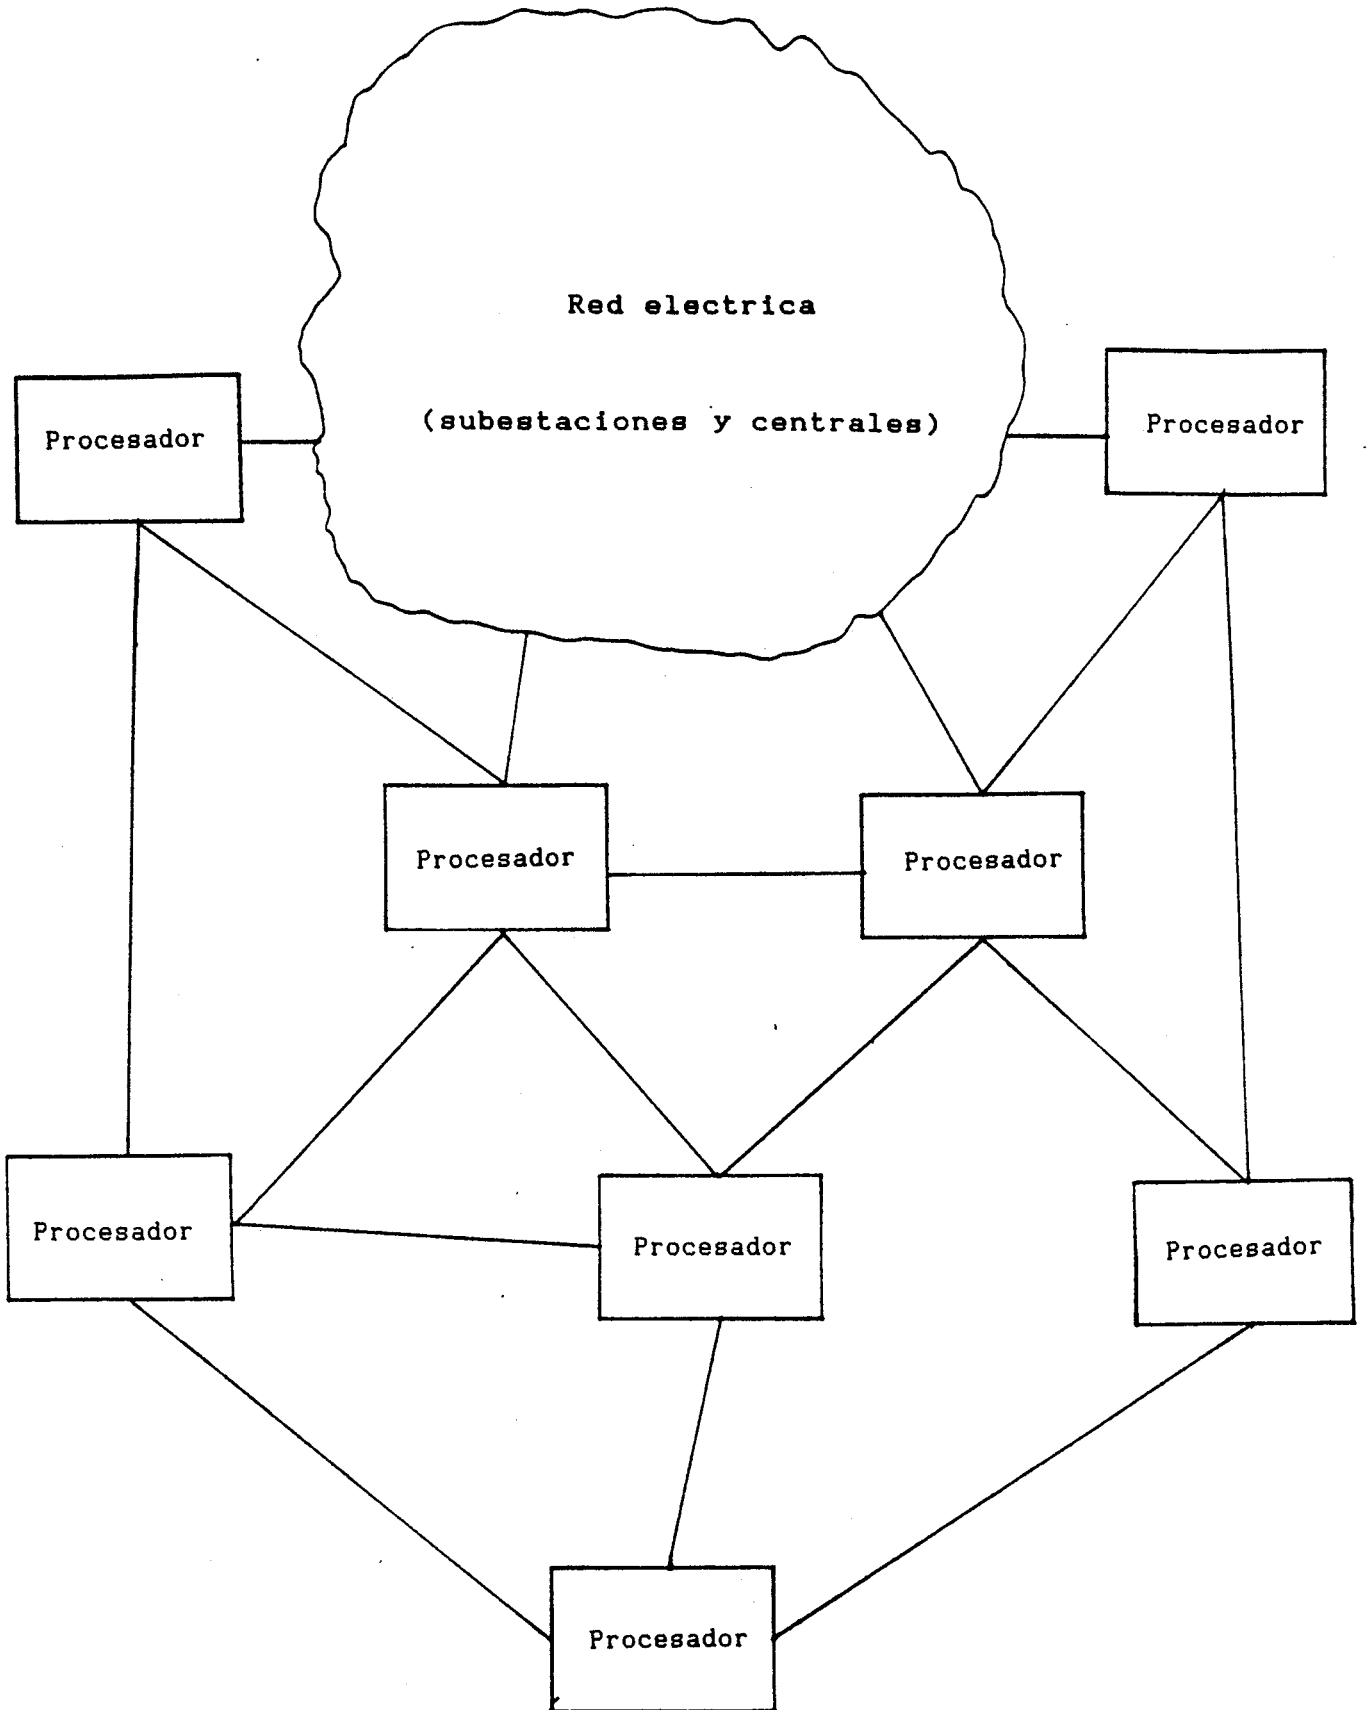 Red electrica
(subestaciones y centrales)
Procesador
Procesador
Procesador
Procesador
Procesador
Procesador
Procesador
Procesador